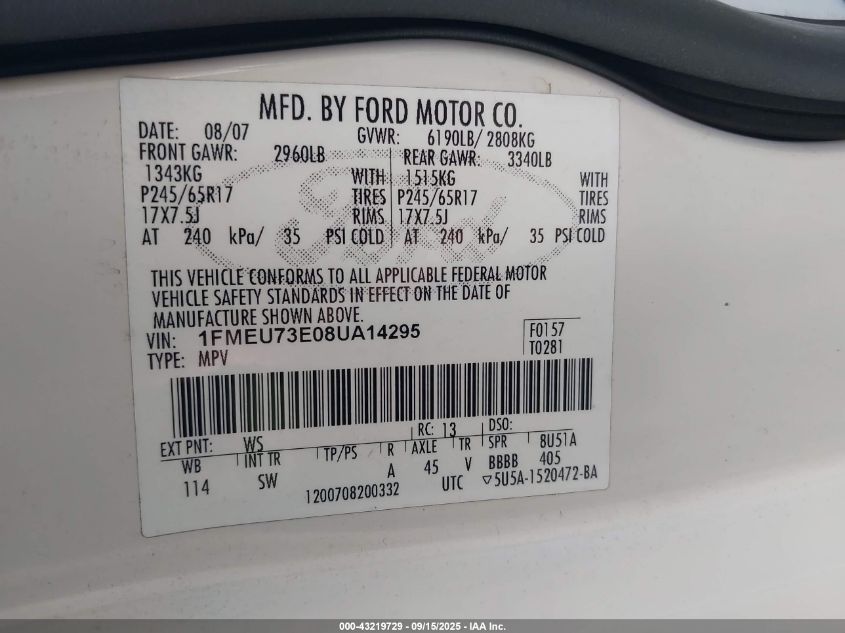 MFD. BY FORD MOTOR CO.
DATE: 08/07 GVWR: 6190LB/ 2808KG
FRONT GAWR: 2960LB REAR GAWR: 3340LB
1343KG WITH 1515KG WITH
P245/65R17 TIRES P245/65R17 TIRES
17X7.5J RIMS 17X7.5J RIMS
AT 240 kPa/ 35 PSI COLD AT 240 kPa/ 35 PSI COLD
Ford
THIS VEHICLE CONFORMS TO ALL APPLICABLE FEDERAL MOTOR
VEHICLE SAFETY STANDARDS IN EFFECT ON THE DATE OF
MANUFACTURE SHOWN ABOVE.
VIN: 1FMEU73E08UA14295 F0157
TYPE: MPV T0281
EXT PNT: WS RC: 13 DSO:
WB INT TR TP/PS R AXLE TR SPR 8U51A
114 SW A 45 V BBBB 405
1200708200332 UTC ▽5U5A-1520472-BA
000-43219729 - 09/15/2025 - IAA Inc.